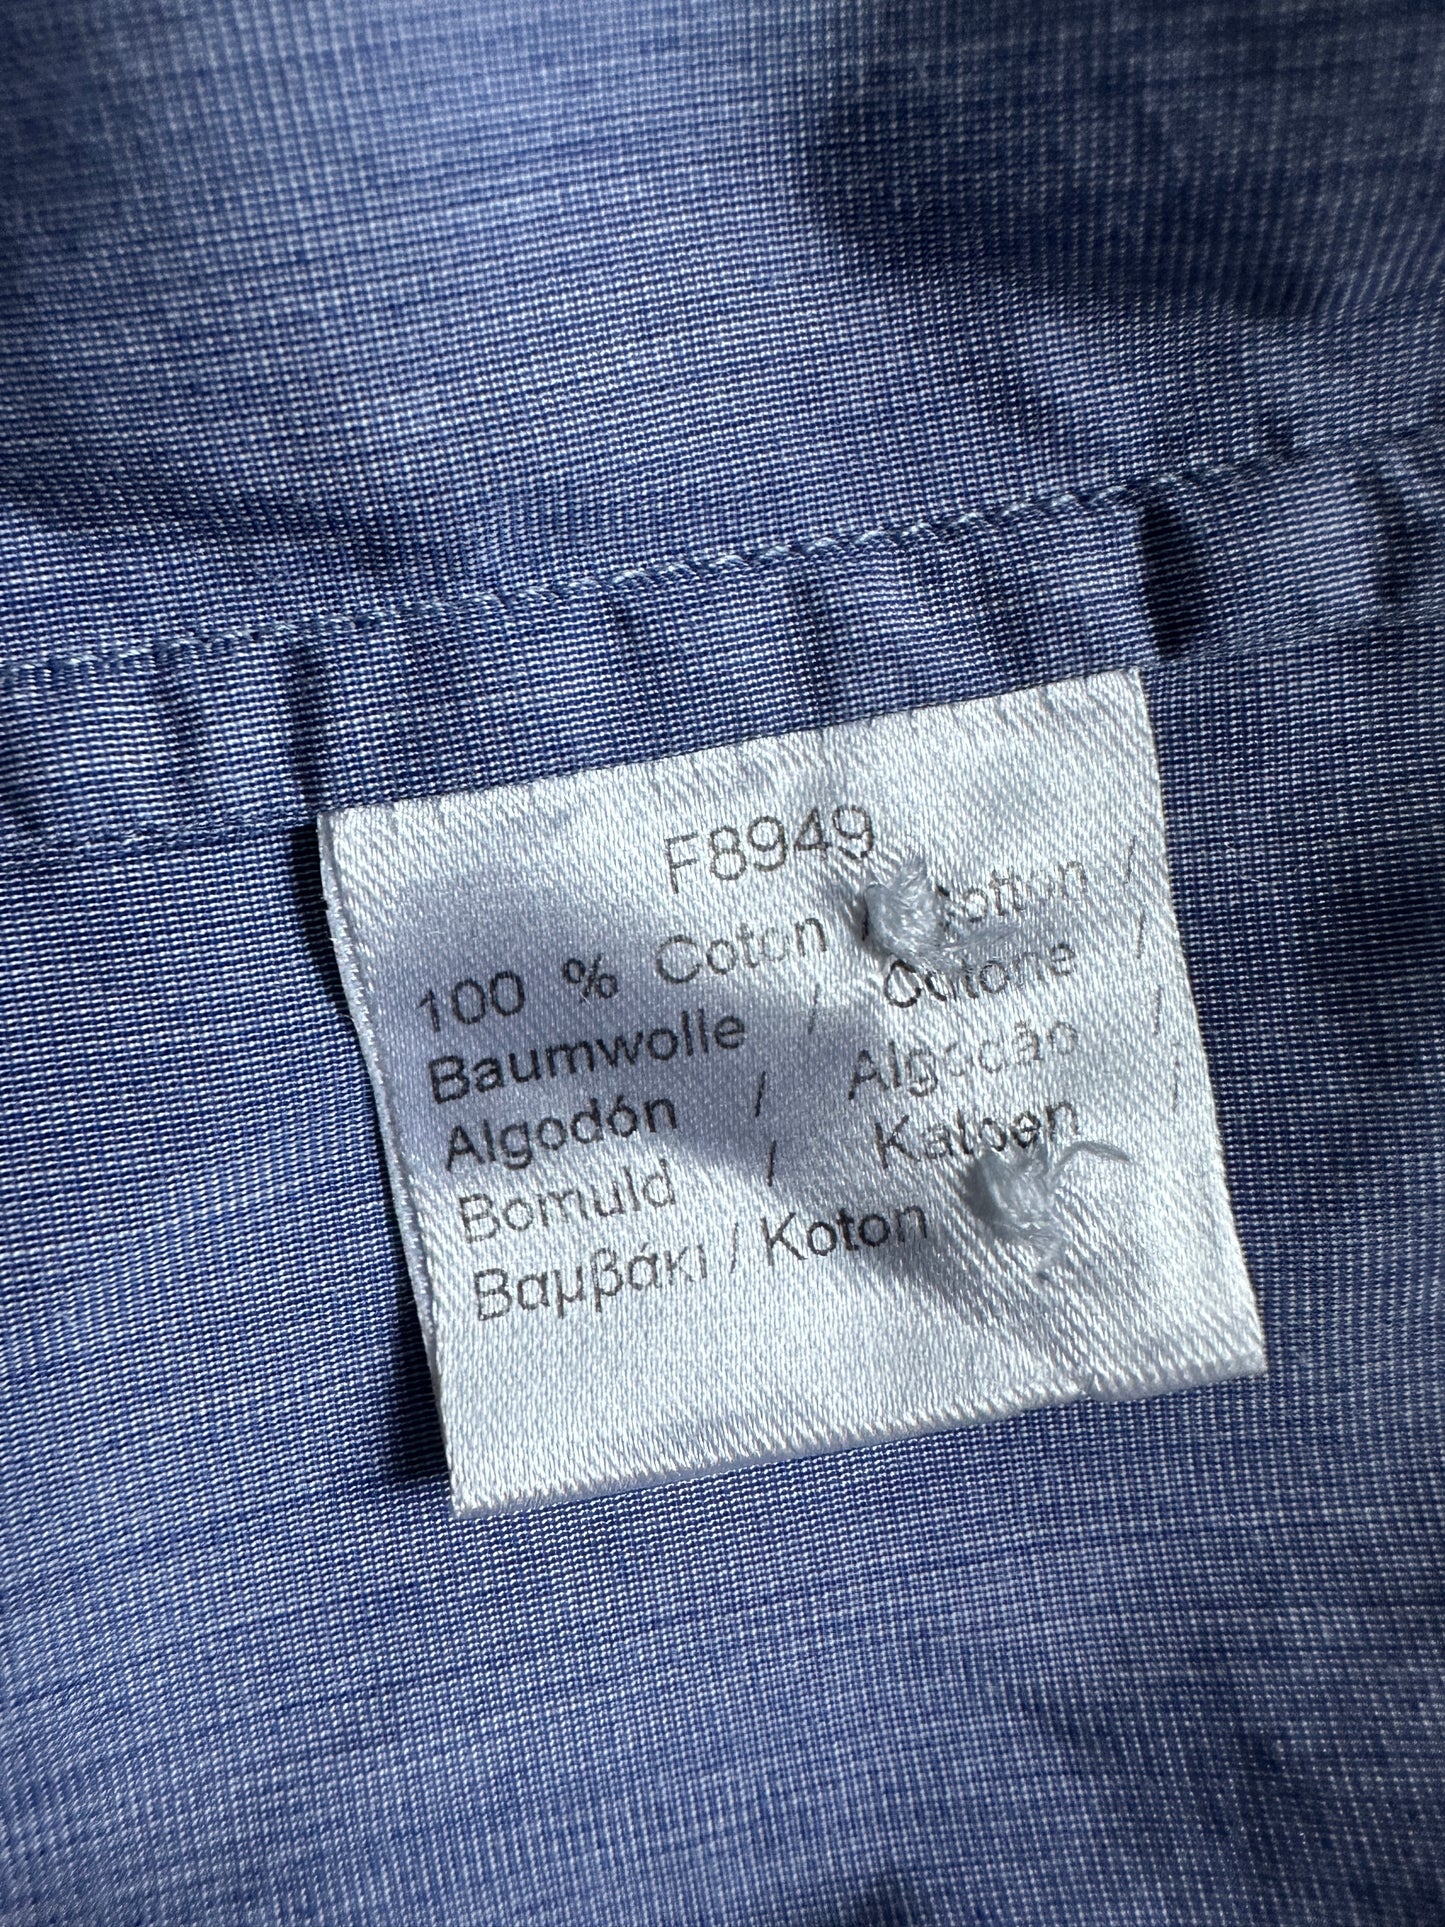 F8949
100 % Coton / Cotton /
Baumwolle / Cotone /
Algodón / Algodão /
Bomuld / Katoen /
Βαμβάκι / Koton